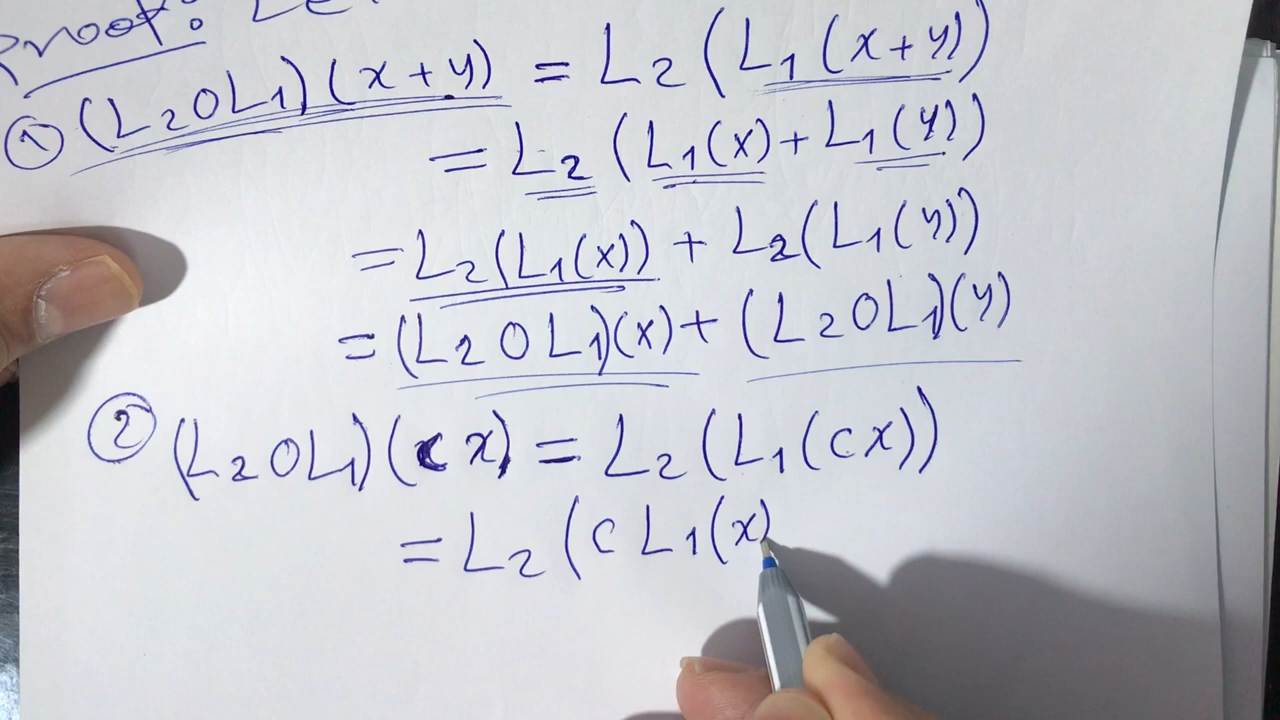 Proof: Let
① (L₂OL₁)(x+y) = L₂(L₁(x+y))
= L₂(L₁(x)+L₁(y))
= L₂(L₁(x)) + L₂(L₁(y))
= (L₂OL₁)(x)+(L₂OL₁)(y)
② (L₂OL₁)(cx) = L₂(L₁(cx))
= L₂(cL₁(x)